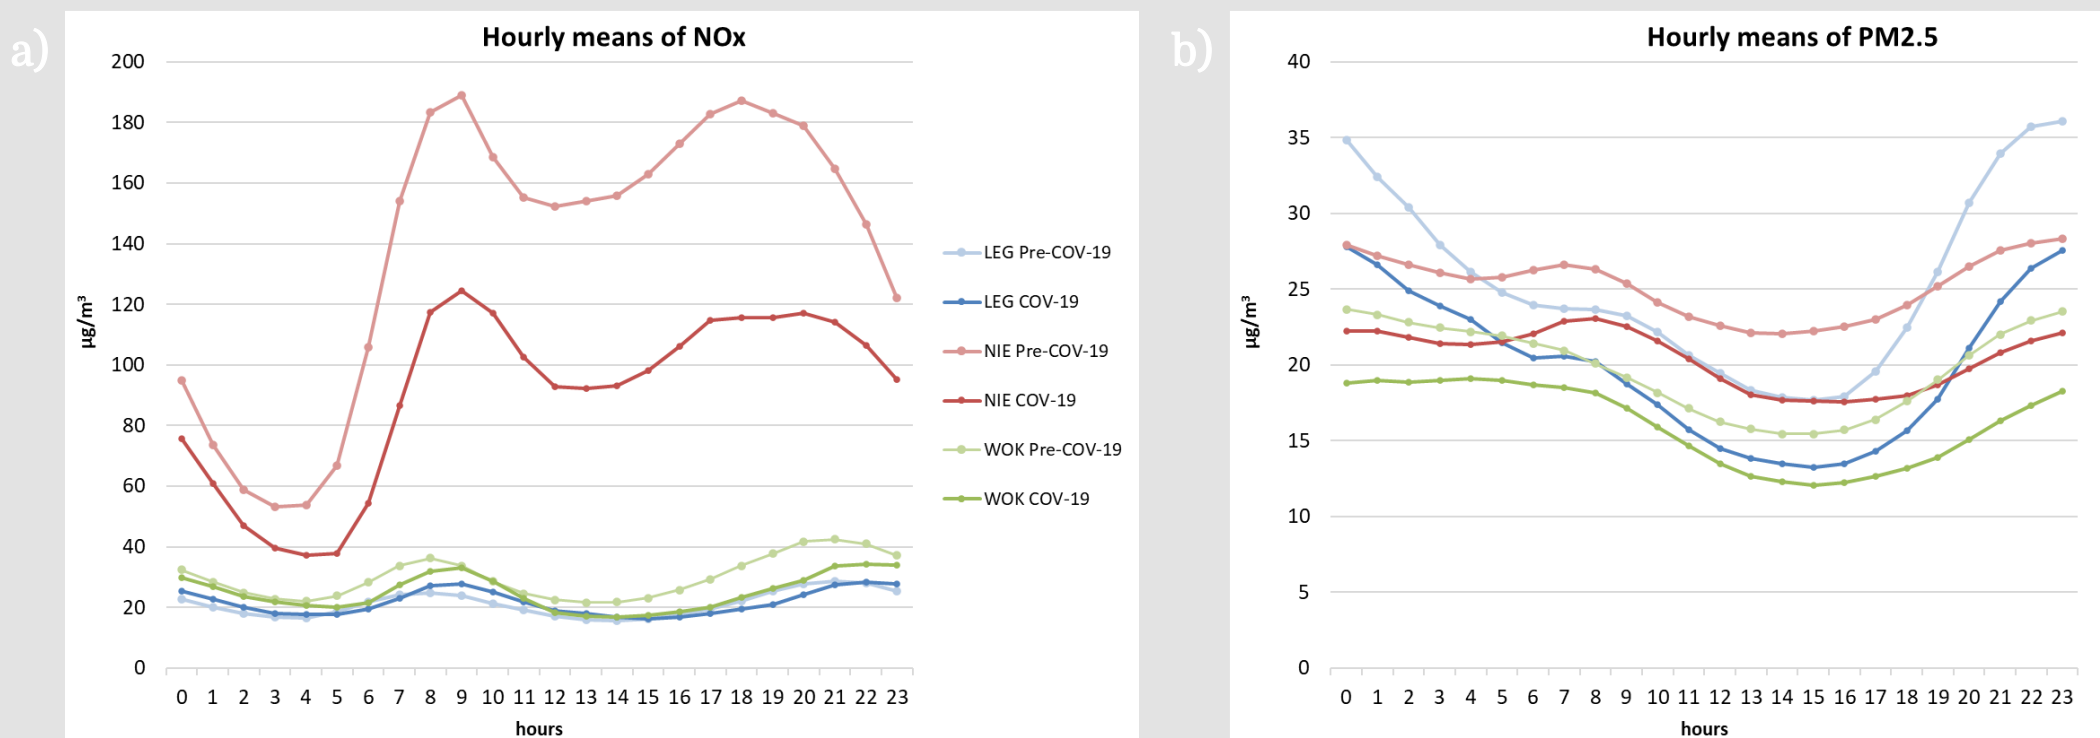 a)
Hourly means of NOx
200
180
160
140
120
100
80
60
40
20
0
µg/m³
0 1 2 3 4 5 6 7 8 9 10 11 12 13 14 15 16 17 18 19 20 21 22 23
hours
LEG Pre-COV-19
LEG COV-19
NIE Pre-COV-19
NIE COV-19
WOK Pre-COV-19
WOK COV-19
b)
Hourly means of PM2.5
40
35
30
25
20
15
10
5
0
µg/m³
0 1 2 3 4 5 6 7 8 9 10 11 12 13 14 15 16 17 18 19 20 21 22 23
hours